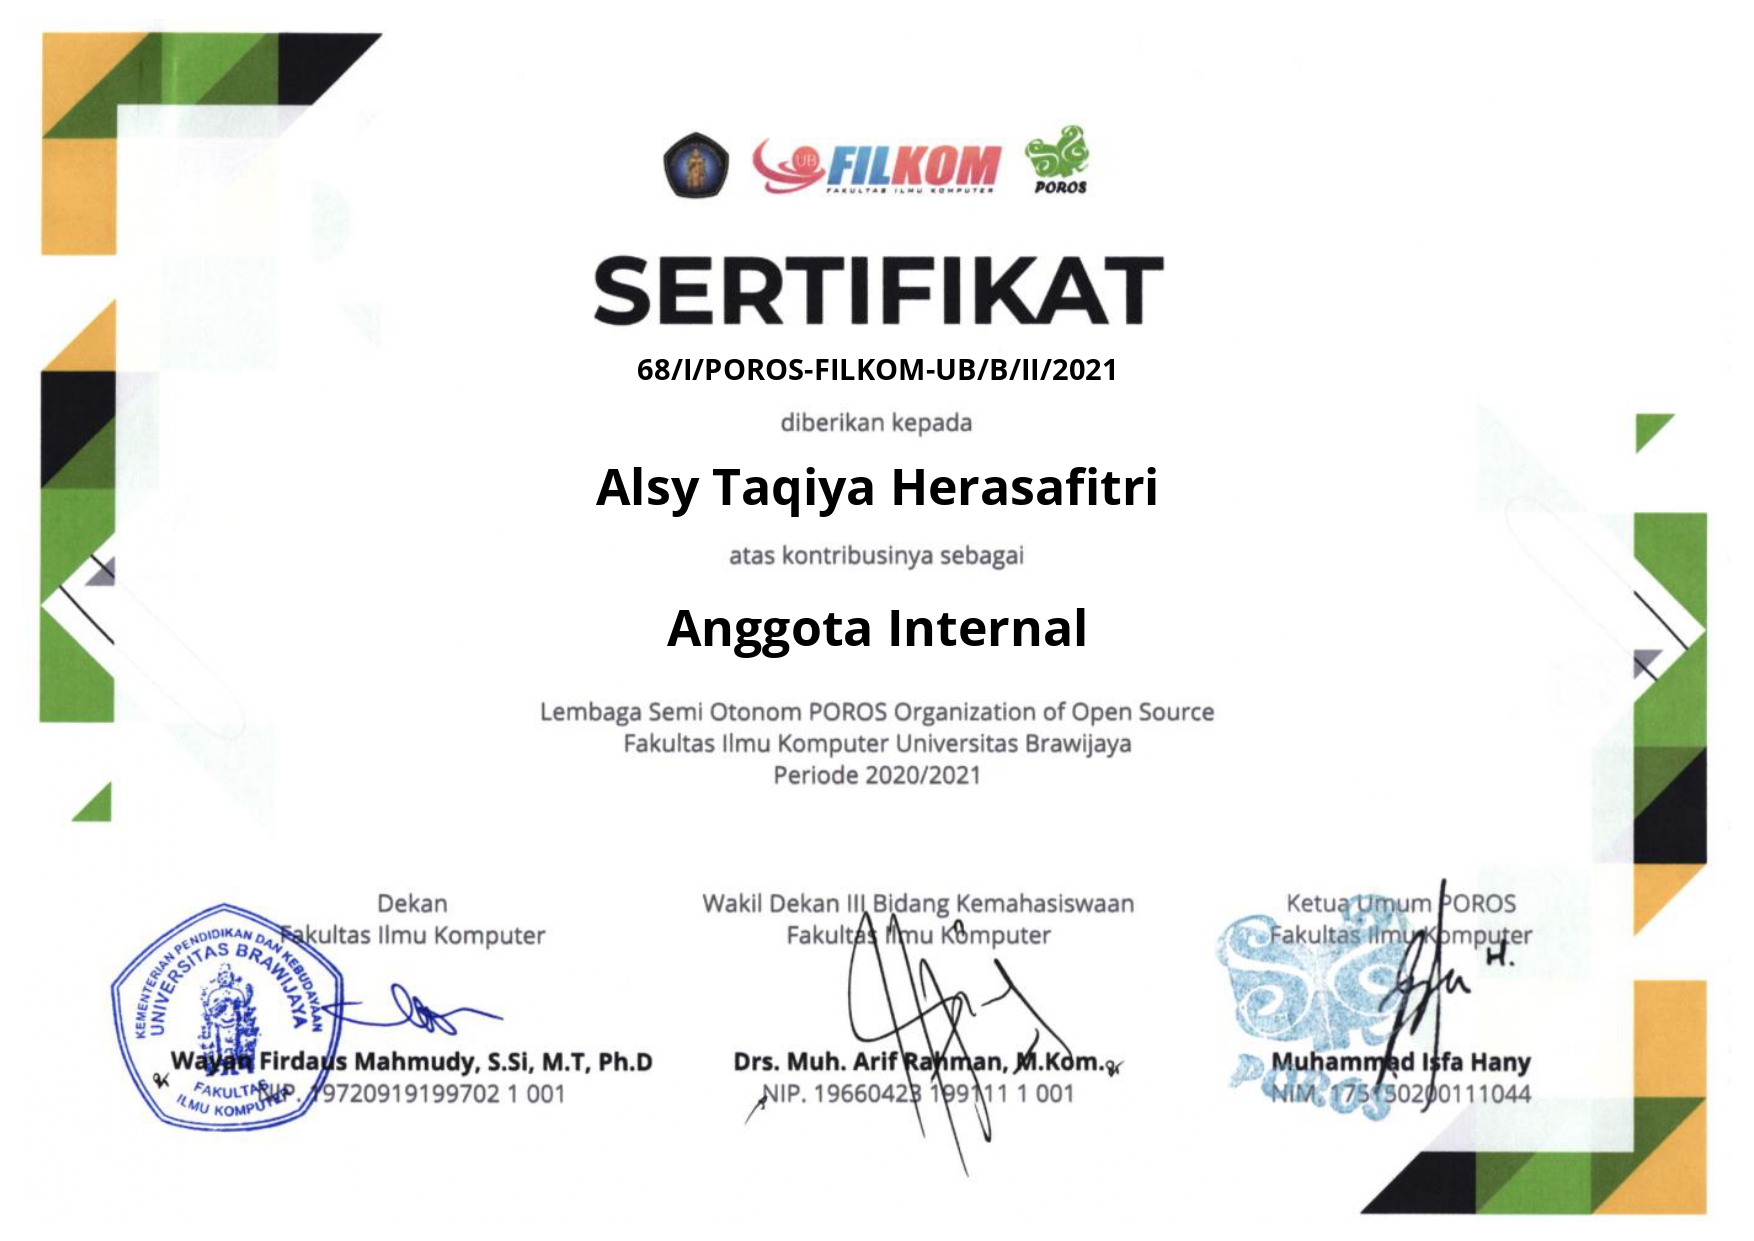 UB FILKOM
FAKULTAS ILMU KOMPUTER
POROS
SERTIFIKAT
68/I/POROS-FILKOM-UB/B/II/2021
diberikan kepada
Alsy Taqiya Herasafitri
atas kontribusinya sebagai
Anggota Internal
Lembaga Semi Otonom POROS Organization of Open Source
Fakultas Ilmu Komputer Universitas Brawijaya
Periode 2020/2021
Dekan
Fakultas Ilmu Komputer
KEMENTERIAN PENDIDIKAN DAN KEBUDAYAAN
UNIVERSITAS BRAWIJAYA
FAKULTAS
ILMU KOMPUTER
Wayan Firdaus Mahmudy, S.Si, M.T, Ph.D
NIP. 19720919199702 1 001
Wakil Dekan III Bidang Kemahasiswaan
Fakultas Ilmu Komputer
Drs. Muh. Arif Rahman, M.Kom.
NIP. 19660423 199111 1 001
Ketua Umum POROS
Fakultas Ilmu Komputer
Muhammad Isfa Hany
NIM. 175150200111044
POROS